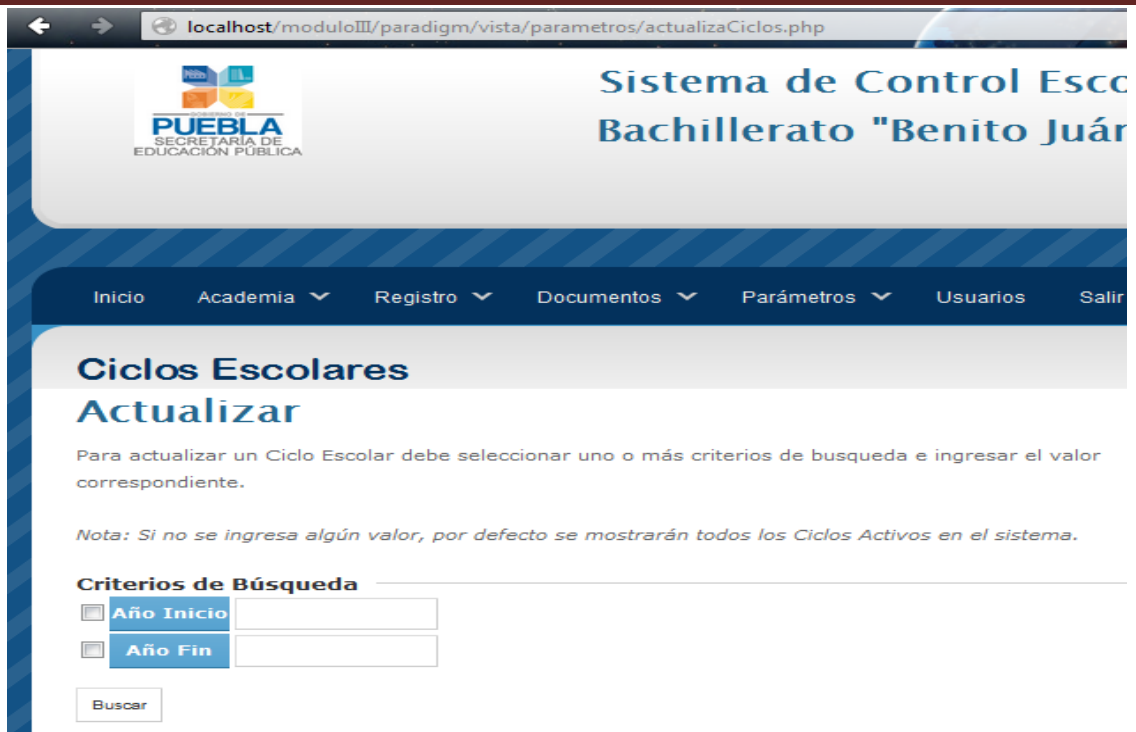 localhost/moduloIII/paradigm/vista/parametros/actualizaCiclos.php
GOBIERNO DE
PUEBLA
SECRETARÍA DE
EDUCACIÓN PÚBLICA
Sistema de Control Esco
Bachillerato "Benito Juár
Inicio Academia Registro Documentos Parámetros Usuarios Salir
Ciclos Escolares
Actualizar
Para actualizar un Ciclo Escolar debe seleccionar uno o más criterios de busqueda e ingresar el valor
correspondiente.
Nota: Si no se ingresa algún valor, por defecto se mostrarán todos los Ciclos Activos en el sistema.
Criterios de Búsqueda
Año Inicio
Año Fin
Buscar